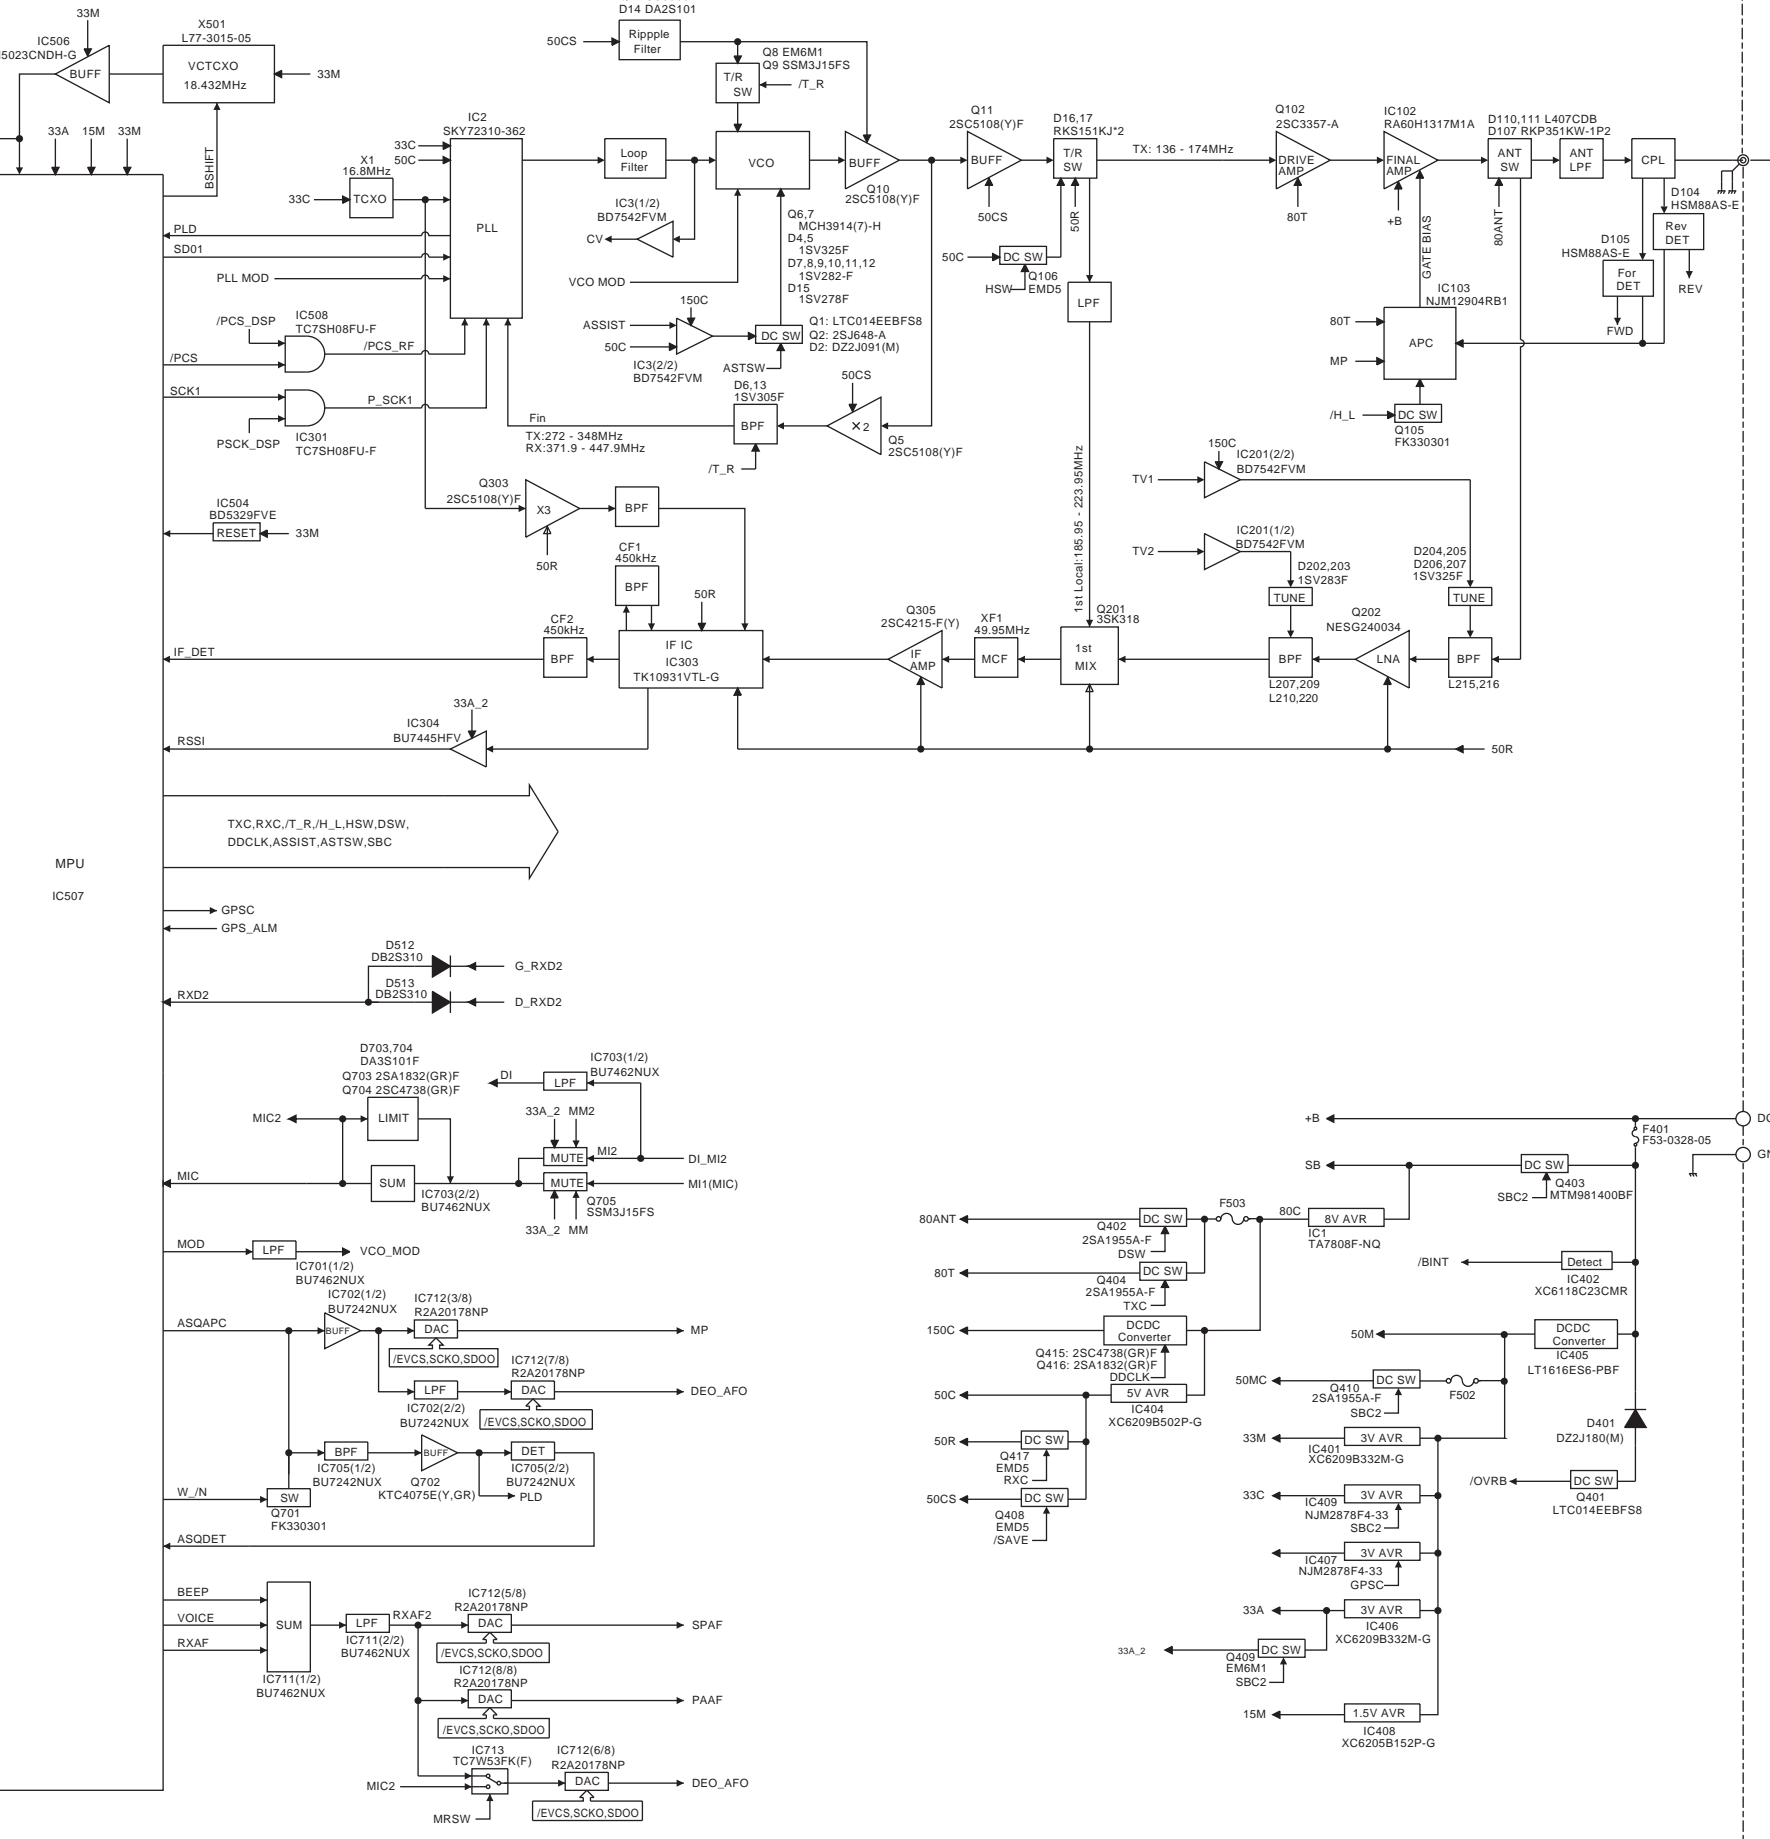 33M
X501
L77-3015-05
IC506
5023CNDH-G
BUFF
VCTCXO
18.432MHz
33M
33A 15M 33M
BSHIFT
D14 DA2S101
50CS
Rippple
Filter
Q8 EM6M1
Q9 SSM3J15FS
T/R
SW
/T_R
IC2
SKY72310-362
33C
50C
X1
16.8MHz
33C
TCXO
PLL
Loop
Filter
VCO
BUFF
Q10
2SC5108(Y)F
Q11
2SC5108(Y)F
BUFF
50CS
D16,17
RKS151KJ*2
T/R
SW
TX: 136 - 174MHz
Q102
2SC3357-A
DRIVE
AMP
80T
IC102
RA60H1317M1A
FINAL
AMP
+B
GATE BIAS
D110,111 L407CDB
D107 RKP351KW-1P2
ANT
SW
ANT
LPF
CPL
80ANT
D104
HSM88AS-E
Rev
DET
REV
D105
HSM88AS-E
For
DET
FWD
PLD
SD01
PLL MOD
IC3(1/2)
BD7542FVM
CV
VCO MOD
Q6,7
MCH3914(7)-H
D4,5
1SV325F
D7,8,9,10,11,12
1SV282-F
D15
1SV278F
50C
DC SW
50R
HSW
Q106
EMD5
LPF
IC103
NJM12904RB1
80T
APC
MP
/H_L
DC SW
Q105
FK330301
/PCS_DSP
IC508
TC7SH08FU-F
/PCS
/PCS_RF
SCK1
P_SCK1
PSCK_DSP
IC301
TC7SH08FU-F
150C
ASSIST
50C
IC3(2/2)
BD7542FVM
DC SW
ASTSW
Q1: LTC014EEBFS8
Q2: 2SJ648-A
D2: DZ2J091(M)
D6,13
1SV305F
50CS
Fin
TX:272 - 348MHz
RX:371.9 - 447.9MHz
BPF
×2
Q5
2SC5108(Y)F
/T_R
1st Local:185.95 - 223.95MHz
150C
IC201(2/2)
BD7542FVM
TV1
IC201(1/2)
BD7542FVM
TV2
D202,203
1SV283F
TUNE
D204,205
D206,207
1SV325F
TUNE
IC504
BD5329FVE
RESET
33M
Q303
2SC5108(Y)F
X3
BPF
50R
CF1
450kHz
BPF
50R
CF2
450kHz
IF_DET
BPF
IF IC
IC303
TK10931VTL-G
Q305
2SC4215-F(Y)
IF
AMP
XF1
49.95MHz
MCF
Q201
3SK318
1st
MIX
BPF
L207,209
L210,220
Q202
NESG240034
LNA
BPF
L215,216
33A_2
IC304
BU7445HFV
RSSI
50R
TXC,RXC,/T_R,/H_L,HSW,DSW,
DDCLK,ASSIST,ASTSW,SBC
MPU
IC507
GPSC
GPS_ALM
D512
DB2S310
G_RXD2
D513
DB2S310
RXD2
D_RXD2
D703,704
DA3S101F
Q703 2SA1832(GR)F
Q704 2SC4738(GR)F
MIC2
LIMIT
DI
LPF
IC703(1/2)
BU7462NUX
33A_2 MM2
MUTE
MI2
DI_MI2
MIC
SUM
IC703(2/2)
BU7462NUX
MUTE
MI1(MIC)
Q705
SSM3J15FS
33A_2 MM
MOD
LPF
VCO_MOD
IC701(1/2)
BU7462NUX
IC702(1/2)
BU7242NUX
ASQAPC
BUFF
IC712(3/8)
R2A20178NP
DAC
MP
/EVCS,SCKO,SDOO
LPF
IC702(2/2)
BU7242NUX
IC712(7/8)
R2A20178NP
DAC
DEO_AFO
/EVCS,SCKO,SDOO
BPF
IC705(1/2)
BU7242NUX
BUFF
Q702
KTC4075E(Y,GR)
DET
IC705(2/2)
BU7242NUX
PLD
W_/N
SW
Q701
FK330301
ASQDET
BEEP
VOICE
RXAF
SUM
IC711(1/2)
BU7462NUX
LPF
IC711(2/2)
BU7462NUX
RXAF2
IC712(5/8)
R2A20178NP
DAC
SPAF
/EVCS,SCKO,SDOO
IC712(8/8)
R2A20178NP
DAC
PAAF
/EVCS,SCKO,SDOO
IC713
TC7W53FK(F)
MIC2
MRSW
IC712(6/8)
R2A20178NP
DAC
DEO_AFO
/EVCS,SCKO,SDOO
+B
F401
F53-0328-05
SB
DC SW
Q403
MTM981400BF
SBC2
80ANT
DC SW
Q402
2SA1955A-F
DSW
F503
80C
8V AVR
IC1
TA7808F-NQ
80T
DC SW
Q404
2SA1955A-F
TXC
/BINT
Detect
IC402
XC6118C23CMR
150C
DCDC
Converter
Q415: 2SC4738(GR)F
Q416: 2SA1832(GR)F
DDCLK
50M
DCDC
Converter
IC405
LT1616ES6-PBF
50C
5V AVR
IC404
XC6209B502P-G
50MC
DC SW
Q410
2SA1955A-F
SBC2
F502
D401
DZ2J180(M)
50R
DC SW
Q417
EMD5
RXC
33M
3V AVR
IC401
XC6209B332M-G
/OVRB
DC SW
Q401
LTC014EEBFS8
50CS
DC SW
Q408
EMD5
/SAVE
33C
3V AVR
IC409
NJM2878F4-33
SBC2
3V AVR
IC407
NJM2878F4-33
GPSC
33A
3V AVR
IC406
XC6209B332M-G
33A_2
DC SW
Q409
EM6M1
SBC2
15M
1.5V AVR
IC408
XC6205B152P-G